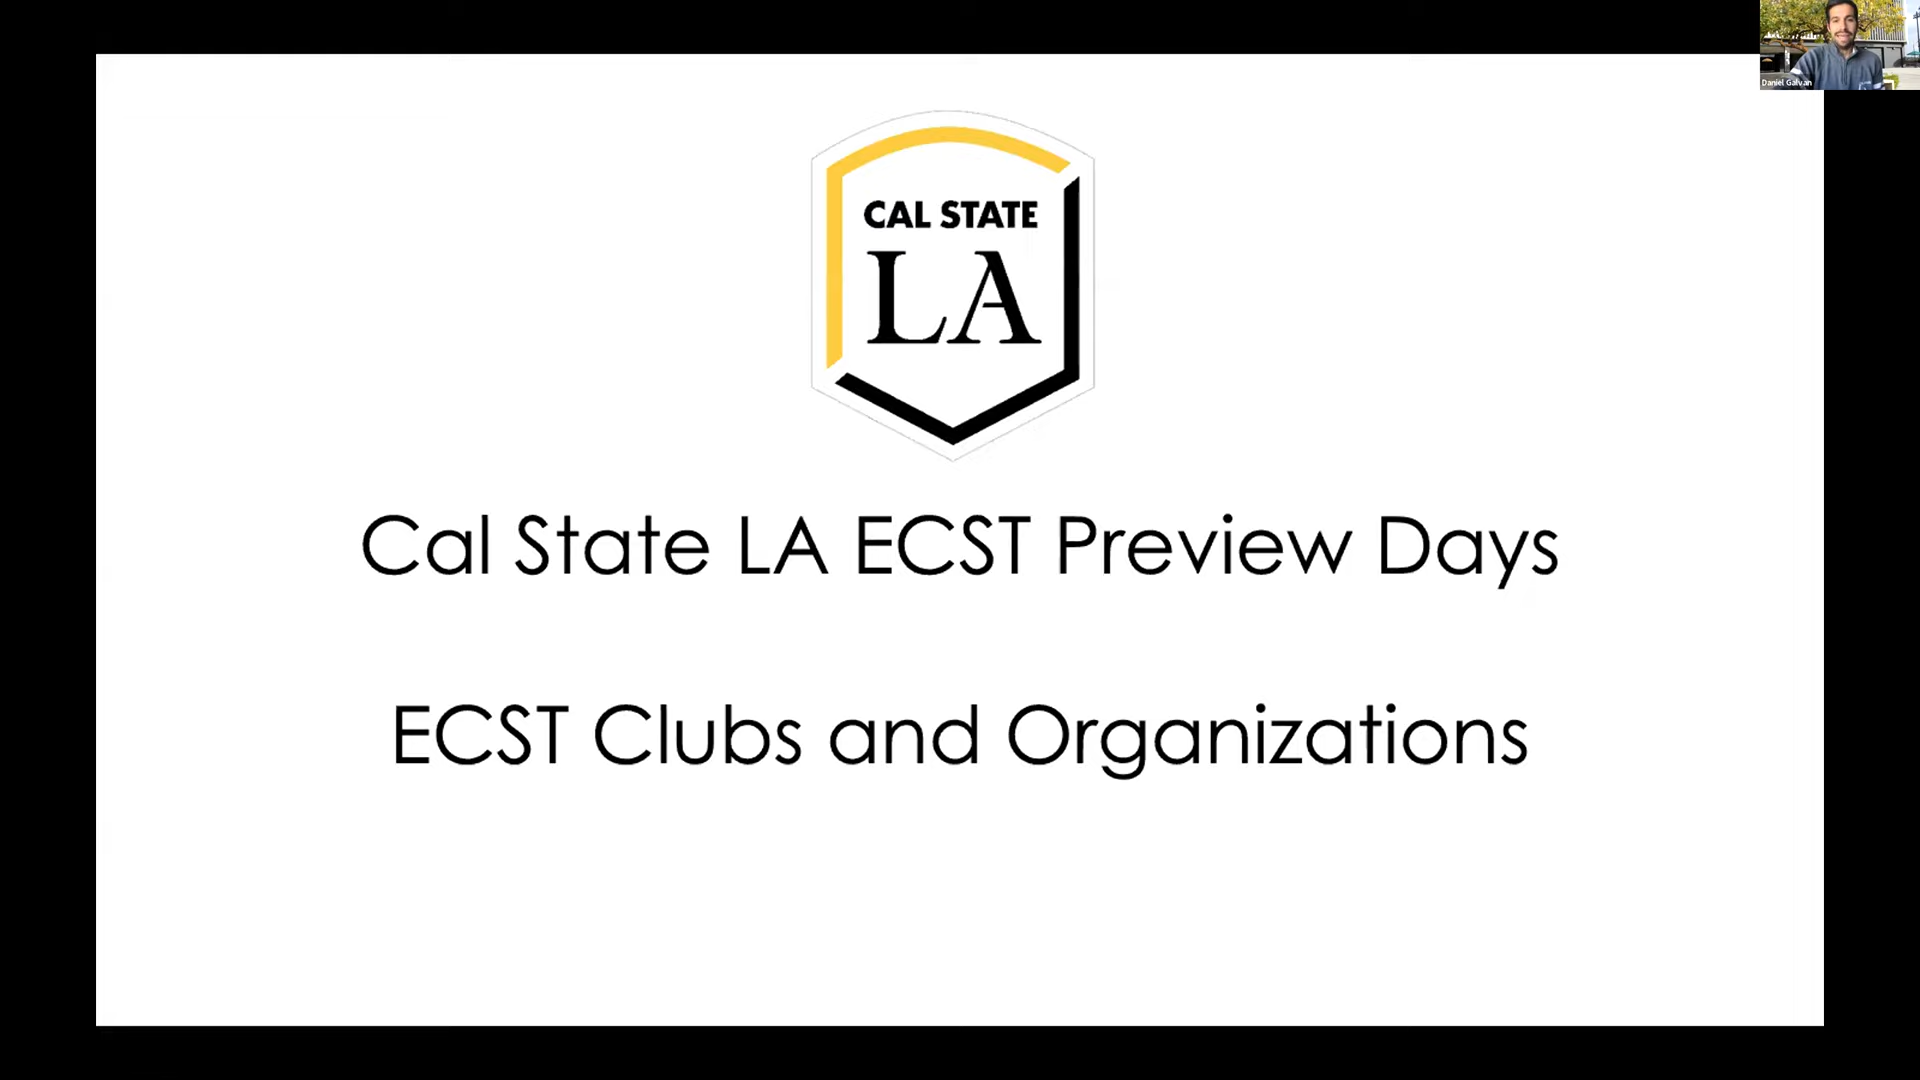 Daniel Galvan
CAL STATE
LA
Cal State LA ECST Preview Days
ECST Clubs and Organizations